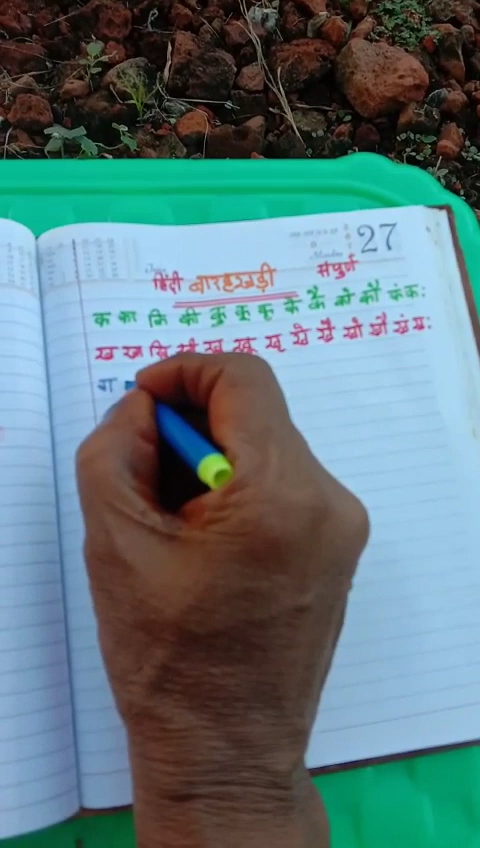 27
हिंदी बारहखड़ी संपुर्ण
क का कि की कु कू कृ के कै को कौ कं कः
ख खा खि खी खु खू खृ खे खै खो खौ खं खः
ग